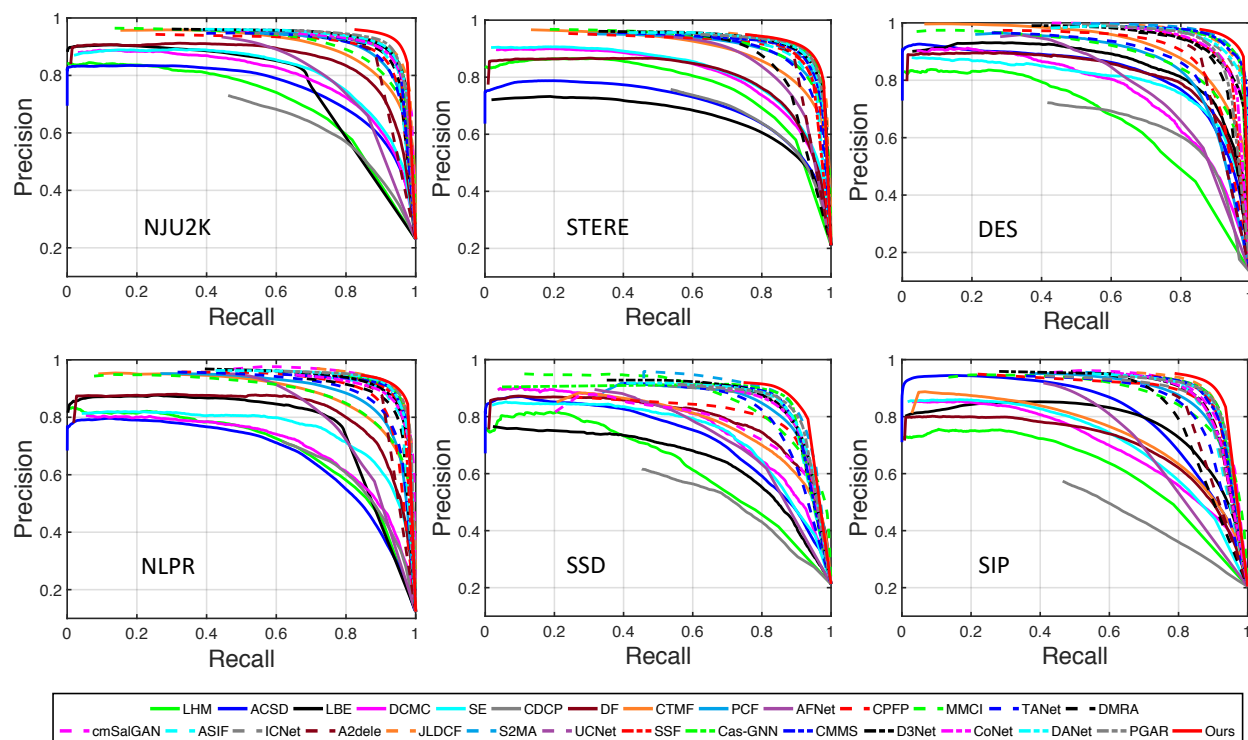 1
0.8
0.6
0.4
0.2
Precision
NJU2K
0 0.2 0.4 0.6 0.8 1
Recall
1
0.8
0.6
0.4
0.2
Precision
STERE
0 0.2 0.4 0.6 0.8 1
Recall
1
0.8
0.6
0.4
0.2
Precision
DES
0 0.2 0.4 0.6 0.8 1
Recall
1
0.8
0.6
0.4
0.2
Precision
NLPR
0 0.2 0.4 0.6 0.8 1
Recall
1
0.8
0.6
0.4
0.2
Precision
SSD
0 0.2 0.4 0.6 0.8 1
Recall
1
0.8
0.6
0.4
0.2
Precision
SIP
0 0.2 0.4 0.6 0.8 1
Recall
LHM ACSD LBE DCMC SE CDCP DF CTMF PCF AFNet CPFP MMCI TANet DMRA
cmSalGAN ASIF ICNet A2dele JLDCF S2MA UCNet SSF Cas-GNN CMMS D3Net CoNet DANet PGAR Ours